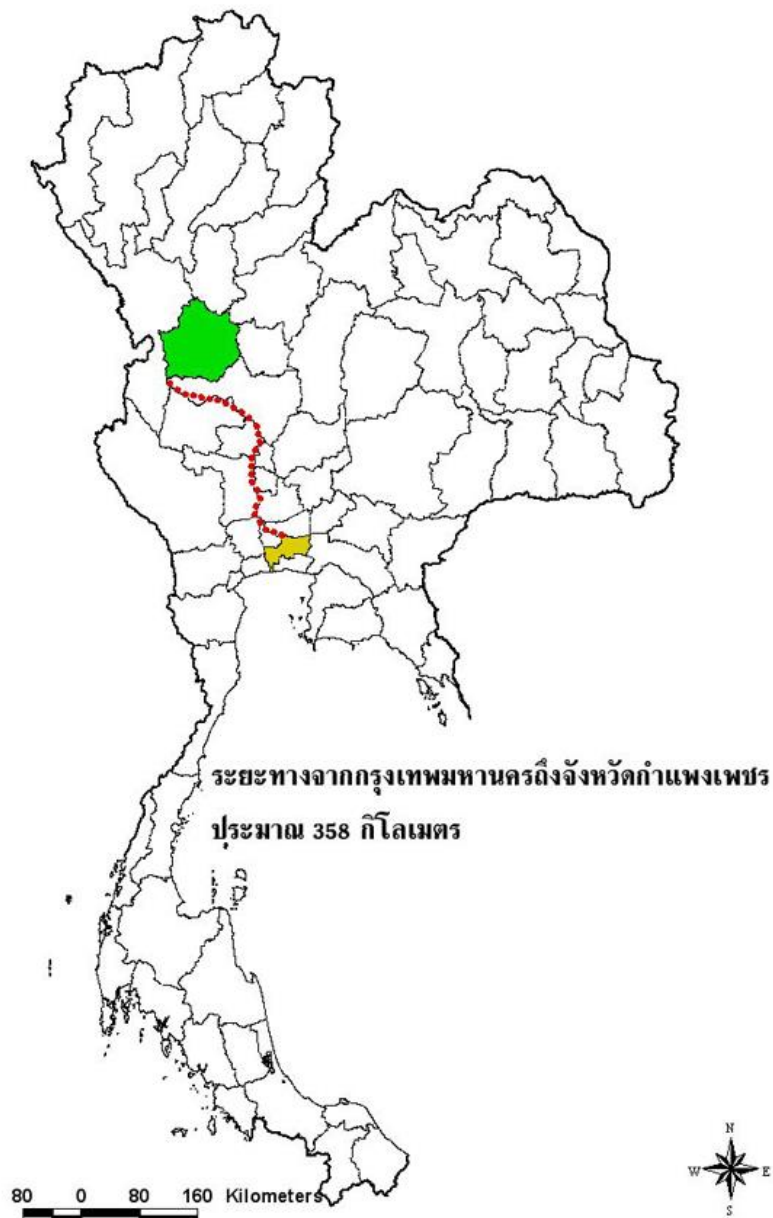 ระยะทางจากกรุงเทพมหานครถึงจังหวัดกำแพงเพชร
ประมาณ 358 กิโลเมตร
N
W E
S
80 0 80 160 Kilometers